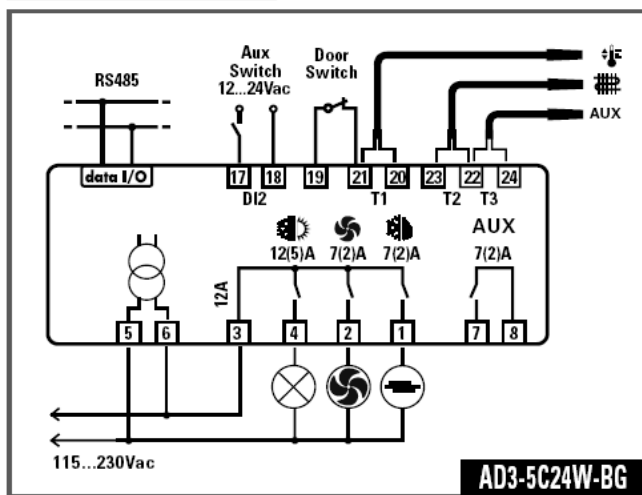 RS485
Aux
Switch
12...24Vac
Door
Switch
AUX
data I/O
17 18 19 21 20 23 22 24
DI2 T1 T2 T3
12(5)A 7(2)A 7(2)A
AUX
7(2)A
12A
5 6 3 4 2 1 7 8
115...230Vac
AD3-5C24W-BG